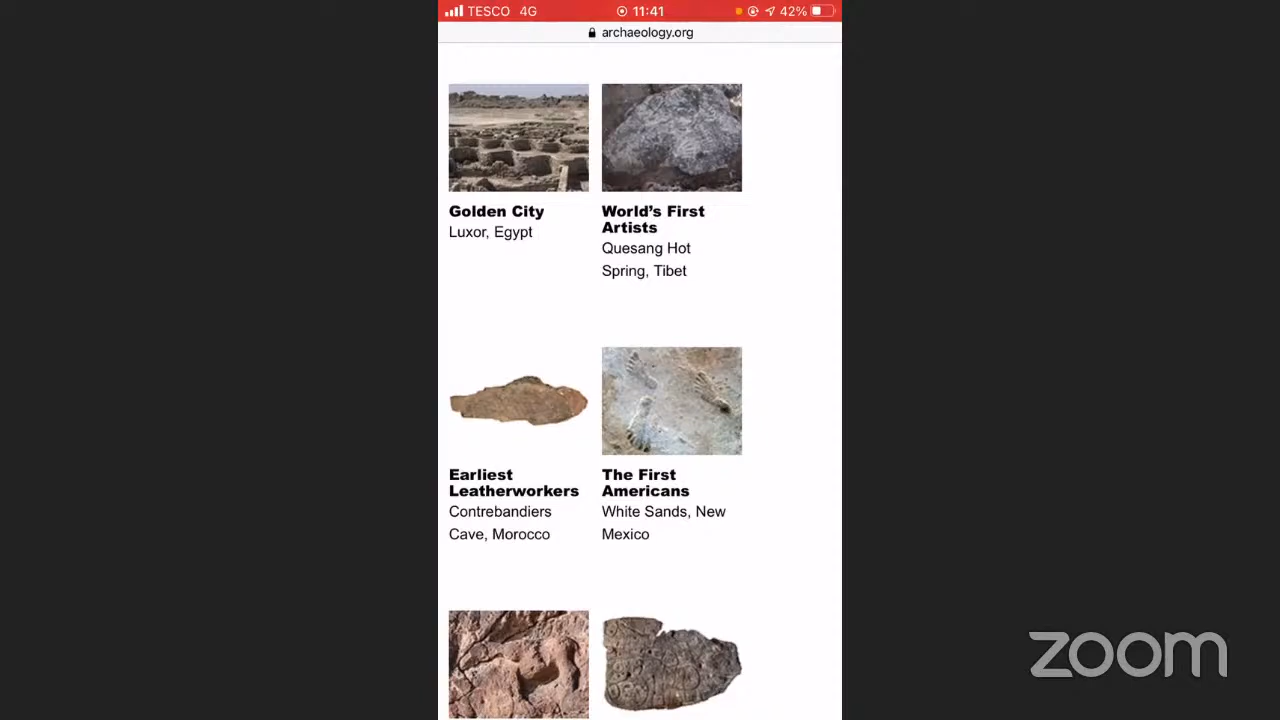 TESCO 4G 11:41 42%
archaeology.org
Golden City
Luxor, Egypt
World's First
Artists
Quesang Hot
Spring, Tibet
Earliest
Leatherworkers
Contrebandiers
Cave, Morocco
The First
Americans
White Sands, New
Mexico
zoom